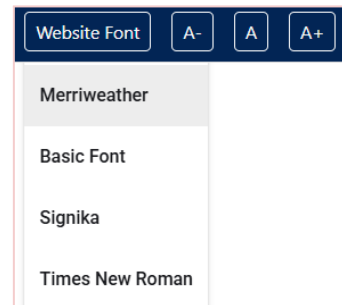 Website Font A- A A+
Merriweather
Basic Font
Signika
Times New Roman